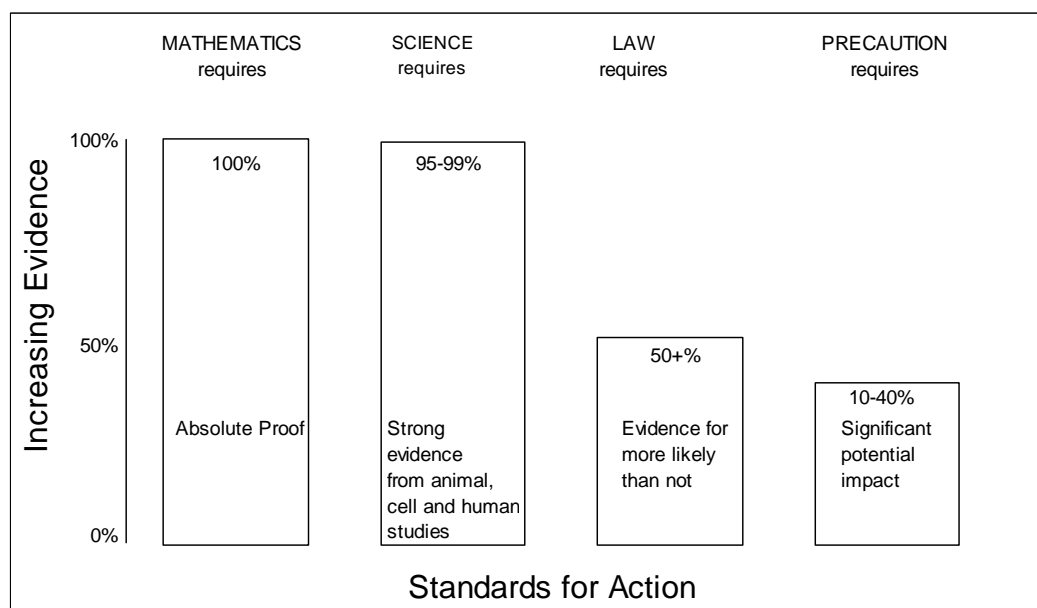 MATHEMATICS
requires
SCIENCE
requires
LAW
requires
PRECAUTION
requires
Increasing Evidence
100%
50%
0%
100%
Absolute Proof
95-99%
Strong
evidence
from animal,
cell and human
studies
50+%
Evidence for
more likely
than not
10-40%
Significant
potential
impact
Standards for Action